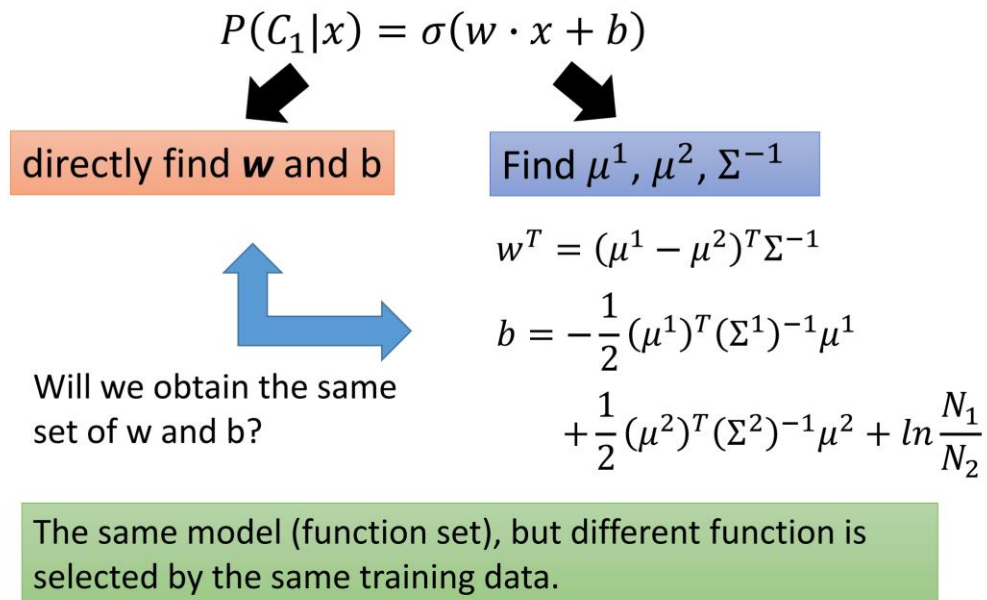 P(C₁|x) = σ(w · x + b)
directly find w and b
Find μ¹, μ², Σ⁻¹
wᵀ = (μ¹ − μ²)ᵀΣ⁻¹
b = −1/2 (μ¹)ᵀ(Σ¹)⁻¹μ¹
+1/2 (μ²)ᵀ(Σ²)⁻¹μ² + ln N₁/N₂
Will we obtain the same
set of w and b?
The same model (function set), but different function is
selected by the same training data.